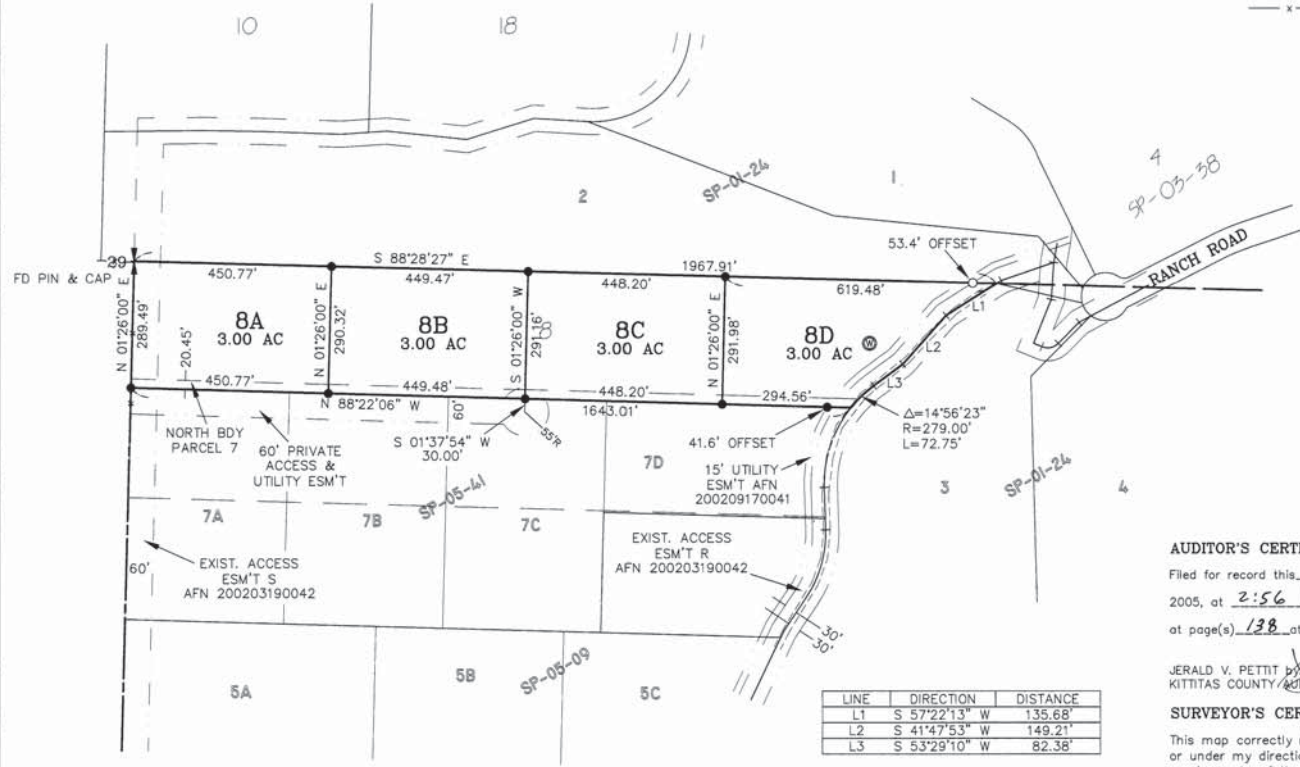 10
18
4
SP-03-38
SP-01-24
2
1
53.4' OFFSET
RANCH ROAD
29
FD PIN & CAP
S 88°28'27" E
1967.91'
450.77'
449.47'
448.20'
619.48'
L1
L2
L3
N 01°26'00" E
289.49'
8A
3.00 AC
N 01°26'00" E
290.32'
8B
3.00 AC
S 01°26'00" W
291.16'
8
8C
3.00 AC
N 01°26'00" E
291.98'
8D
3.00 AC
W
20.45'
450.77'
449.48'
448.20'
294.56'
N 88°22'06" W
60'
1643.01'
Δ=14°56'23"
R=279.00'
L=72.75'
NORTH BDY
PARCEL 7
60' PRIVATE
ACCESS &
UTILITY ESM'T
S 01°37'54" W
30.00'
55'R
41.6' OFFSET
15' UTILITY
ESM'T AFN
200209170041
7D
3
SP-01-24
4
7A
7B
SP-05-41
7C
EXIST. ACCESS
ESM'T S
AFN 200203190042
60'
EXIST. ACCESS
ESM'T R
AFN 200203190042
30'
30'
5A
5B
SP-05-09
5C
LINE DIRECTION DISTANCE
L1 S 57°22'13" W 135.68'
L2 S 41°47'53" W 149.21'
L3 S 53°29'10" W 82.38'
AUDITOR'S CERTI
Filed for record this
2005, at 2:56
at page(s) 138 at
JERALD V. PETTIT by
KITTITAS COUNTY
SURVEYOR'S CER
This map correctly
or under my direction